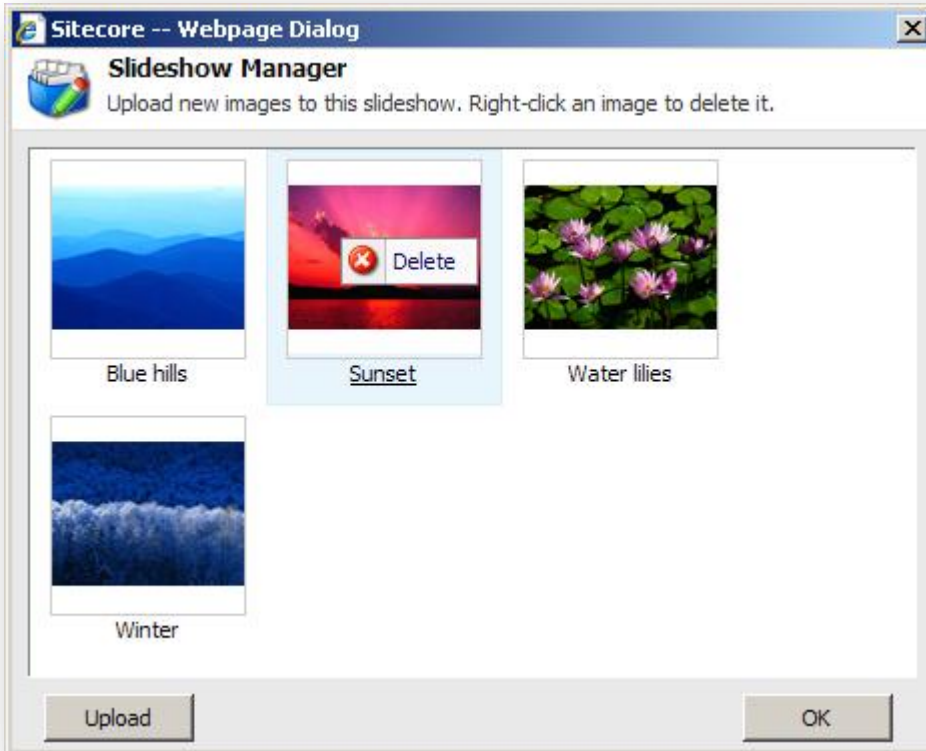 Sitecore -- Webpage Dialog
Slideshow Manager
Upload new images to this slideshow. Right-click an image to delete it.
Delete
Blue hills
Sunset
Water lilies
Winter
Upload
OK